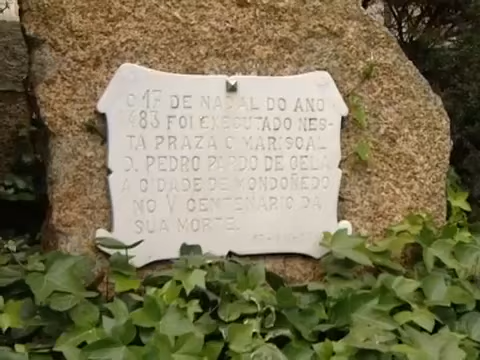 O 17 DE NADAL DO ANO
1483 FOI EXECUTADO NES-
TA PRAZA O MARISCAL
D. PEDRO PARDO DE CELA
A CIDADE DE MONDOÑEDO
NO V CENTENARIO DA
SUA MORTE.